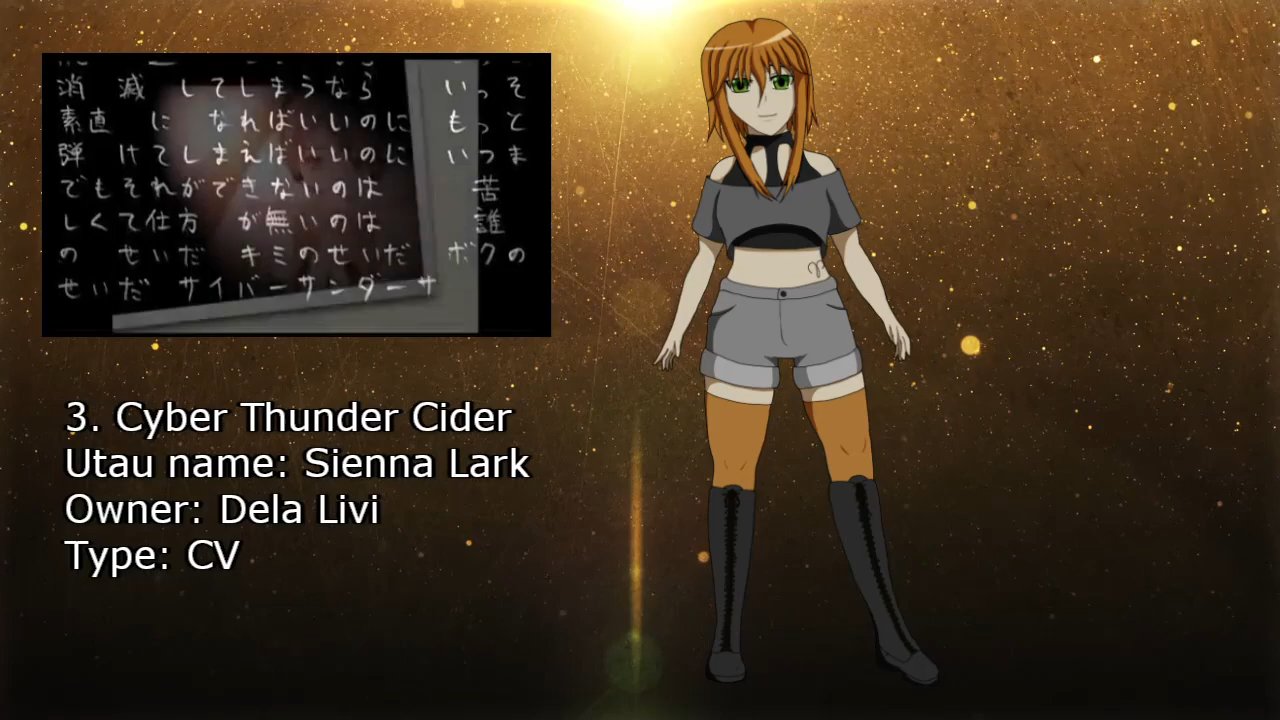 消滅してしまうなら いっそ
素直に なればいいのに もっと
弾けてしまえばいいのに いつま
でもそれができないのは 苦
しくて仕方が無いのは 誰
の せいだ キミのせいだ ボクの
せいだ サイバーサンダーサ
3. Cyber Thunder Cider
Utau name: Sienna Lark
Owner: Dela Livi
Type: CV